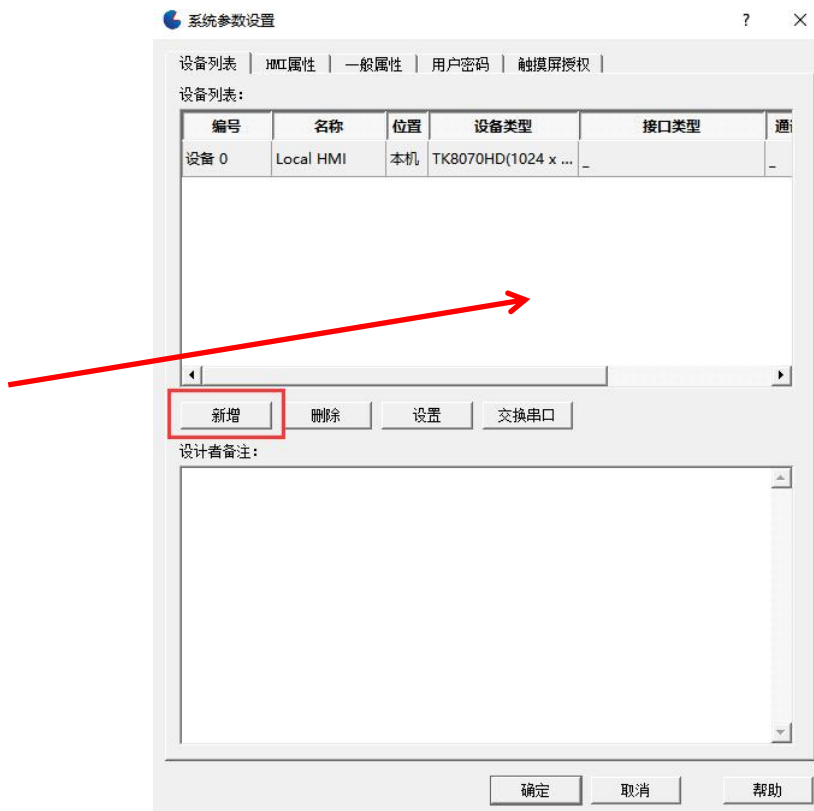 系统参数设置 ?
设备列表 HMI属性 一般属性 用户密码 触摸屏授权
设备列表:
编号 名称 位置 设备类型 接口类型
设备 0 Local HMI 本机 TK8070HD(1024 x ... _ _
新增 删除 设置 交换串口
设计者备注:
确定 取消 帮助